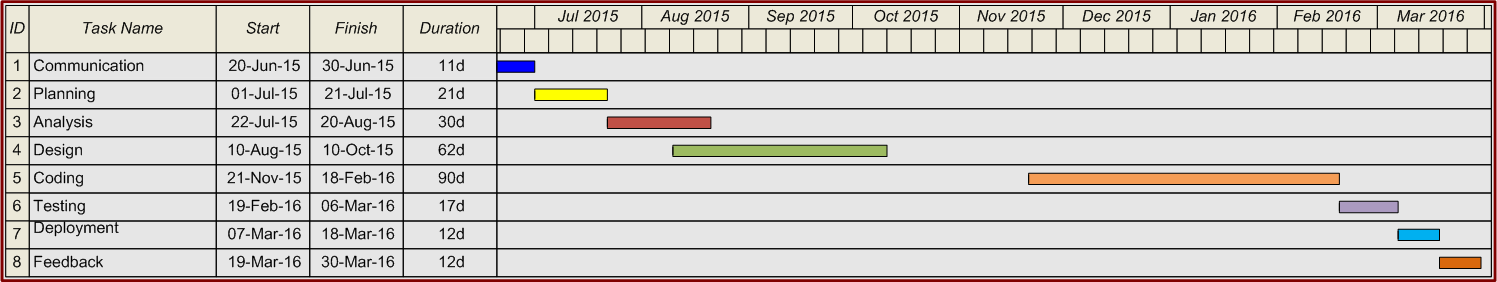 ID Task Name Start Finish Duration Jul 2015 Aug 2015 Sep 2015 Oct 2015 Nov 2015 Dec 2015 Jan 2016 Feb 2016 Mar 2016
1 Communication 20-Jun-15 30-Jun-15 11d
2 Planning 01-Jul-15 21-Jul-15 21d
3 Analysis 22-Jul-15 20-Aug-15 30d
4 Design 10-Aug-15 10-Oct-15 62d
5 Coding 21-Nov-15 18-Feb-16 90d
6 Testing 19-Feb-16 06-Mar-16 17d
7 Deployment 07-Mar-16 18-Mar-16 12d
8 Feedback 19-Mar-16 30-Mar-16 12d